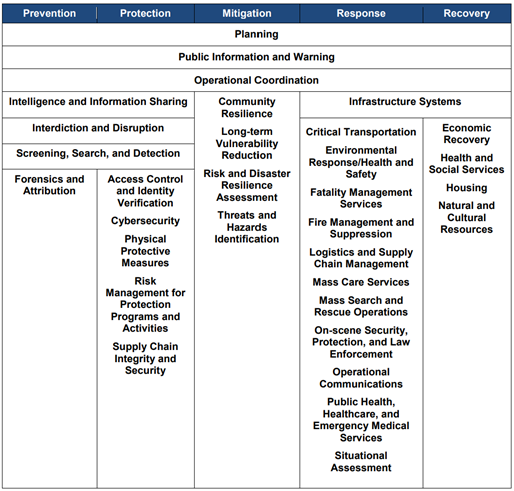 Prevention
Protection
Mitigation
Response
Recovery
Planning
Public Information and Warning
Operational Coordination
Intelligence and Information Sharing
Interdiction and Disruption
Screening, Search, and Detection
Forensics and
Attribution
Access Control
and Identity
Verification
Cybersecurity
Physical
Protective
Measures
Risk
Management for
Protection
Programs and
Activities
Supply Chain
Integrity and
Security
Community
Resilience
Long-term
Vulnerability
Reduction
Risk and Disaster
Resilience
Assessment
Threats and
Hazards
Identification
Infrastructure Systems
Critical Transportation
Environmental
Response/Health and
Safety
Fatality Management
Services
Fire Management and
Suppression
Logistics and Supply
Chain Management
Mass Care Services
Mass Search and
Rescue Operations
On-scene Security,
Protection, and Law
Enforcement
Operational
Communications
Public Health,
Healthcare, and
Emergency Medical
Services
Situational
Assessment
Economic
Recovery
Health and
Social Services
Housing
Natural and
Cultural
Resources